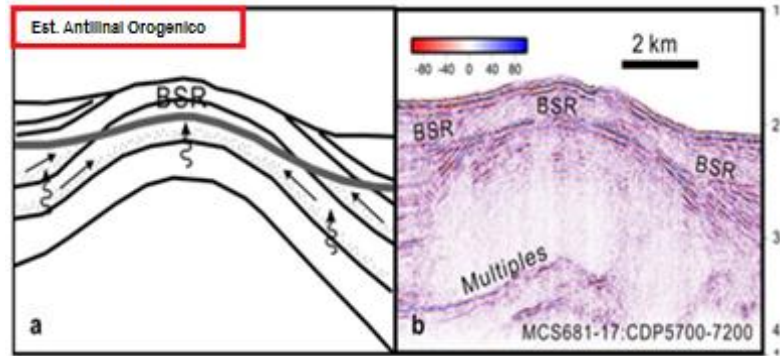 Est. Antilinal Orogenico
BSR
a
-80 -40 0 40 80
2 km
BSR
BSR
BSR
Multiples
b
MCS681-17:CDP5700-7200
1
2
3
4